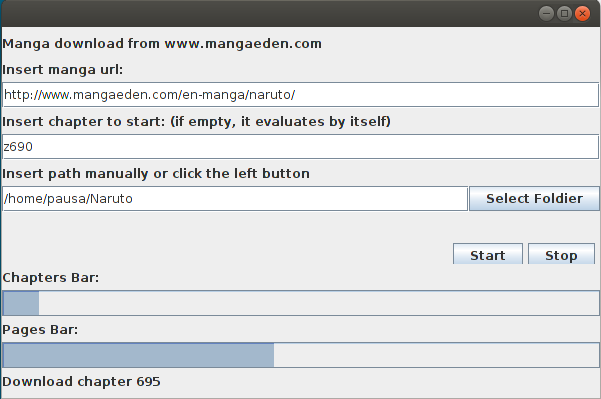 Manga download from www.mangaeden.com
Insert manga url:
http://www.mangaeden.com/en-manga/naruto/
Insert chapter to start: (if empty, it evaluates by itself)
z690
Insert path manually or click the left button
/home/pausa/Naruto
Select Foldier
Start
Stop
Chapters Bar:
Pages Bar:
Download chapter 695